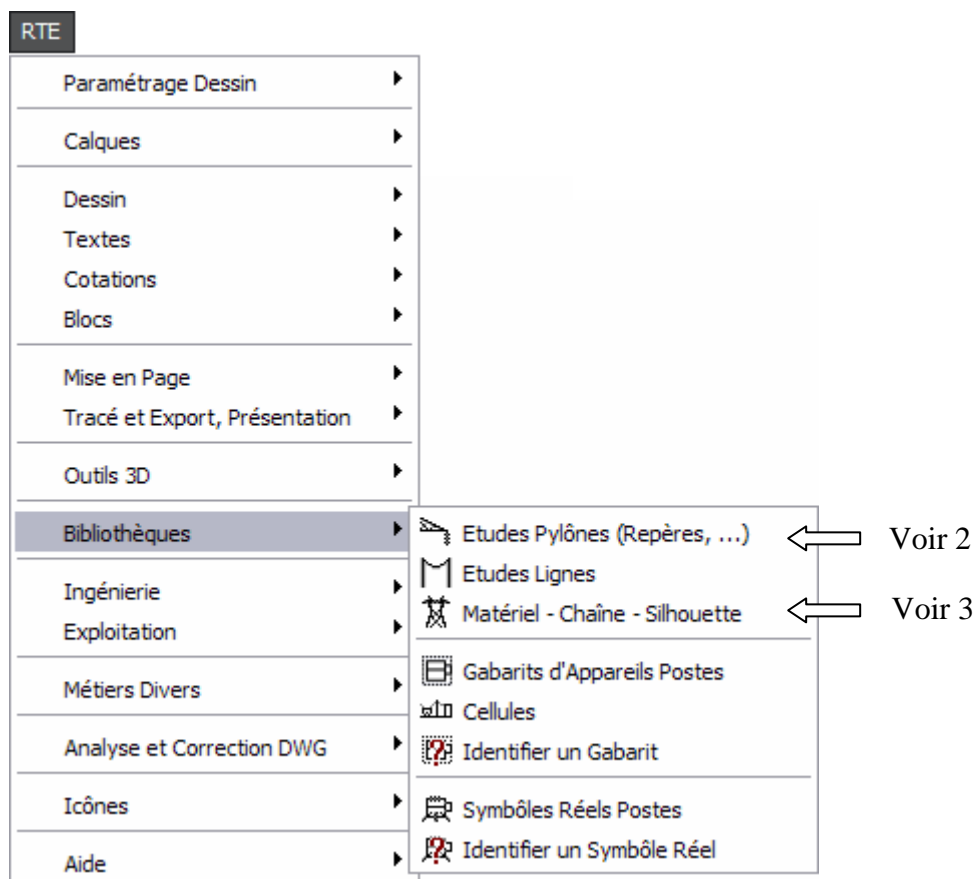 RTE
Paramétrage Dessin
Calques
Dessin
Textes
Cotations
Blocs
Mise en Page
Tracé et Export, Présentation
Outils 3D
Bibliothèques
Ingénierie
Exploitation
Métiers Divers
Analyse et Correction DWG
Icônes
Aide
Etudes Pylônes (Repères, ...) Voir 2
Etudes Lignes
Matériel - Chaîne - Silhouette Voir 3
Gabarits d'Appareils Postes
Cellules
Identifier un Gabarit
Symbôles Réels Postes
Identifier un Symbôle Réel